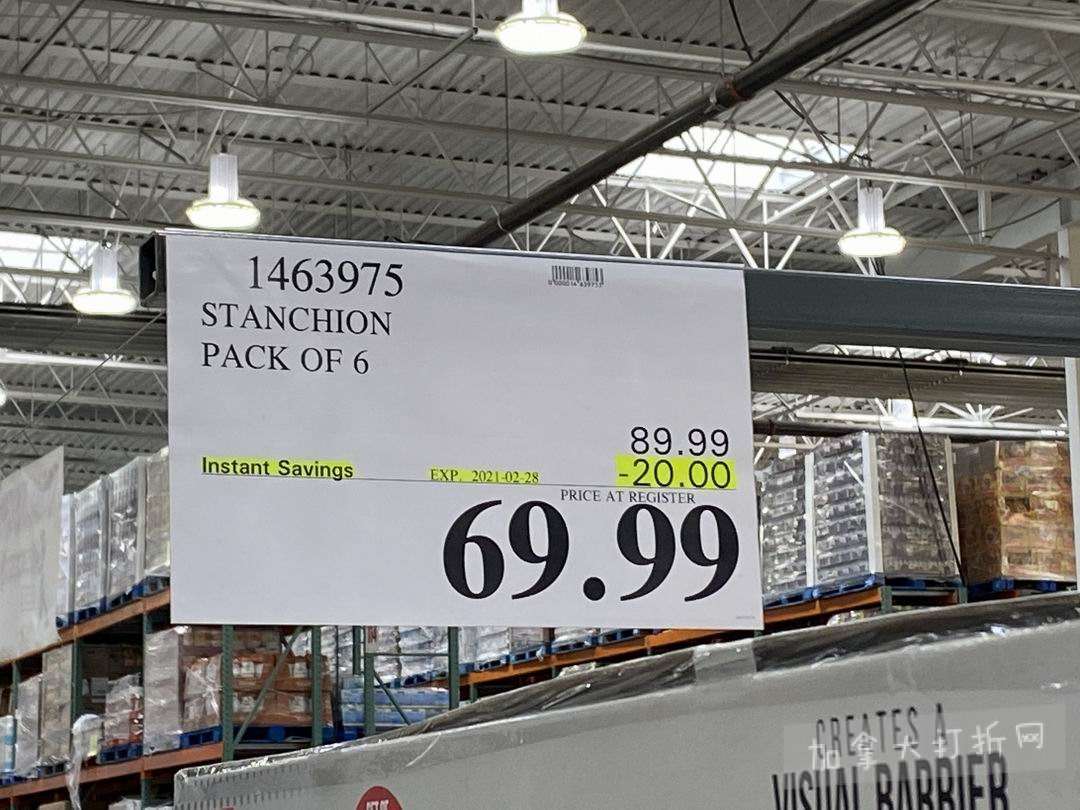 1463975
STANCHION
PACK OF 6
89.99
Instant Savings EXP. 2021-02-28 -20.00
PRICE AT REGISTER
69.99
CREATES A
VISUAL BARRIER
加拿大打折网